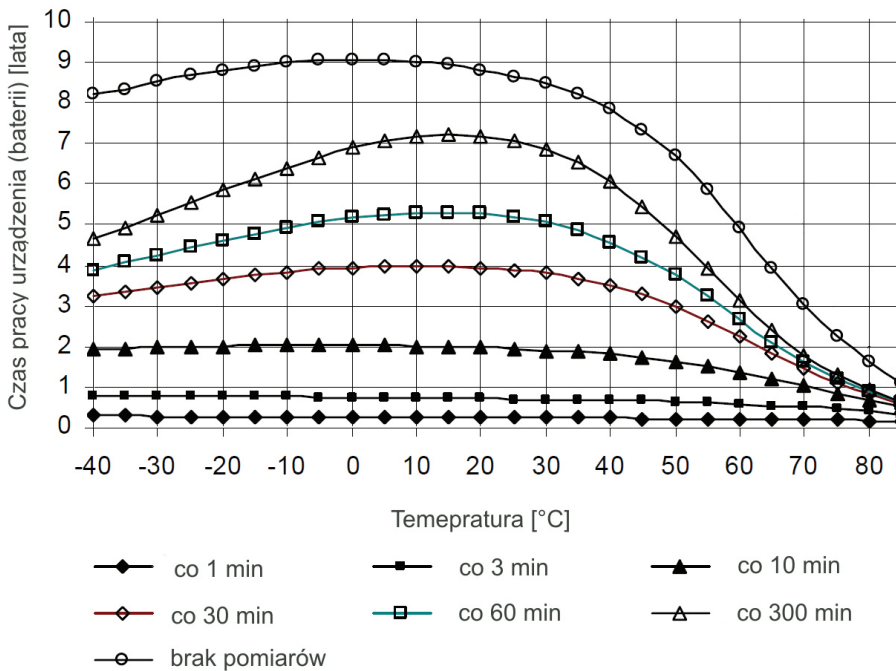 Czas pracy urządzenia (baterii) [lata]
10
9
8
7
6
5
4
3
2
1
0
-40 -30 -20 -10 0 10 20 30 40 50 60 70 80
Temepratura [°C]
co 1 min co 3 min co 10 min
co 30 min co 60 min co 300 min
brak pomiarów